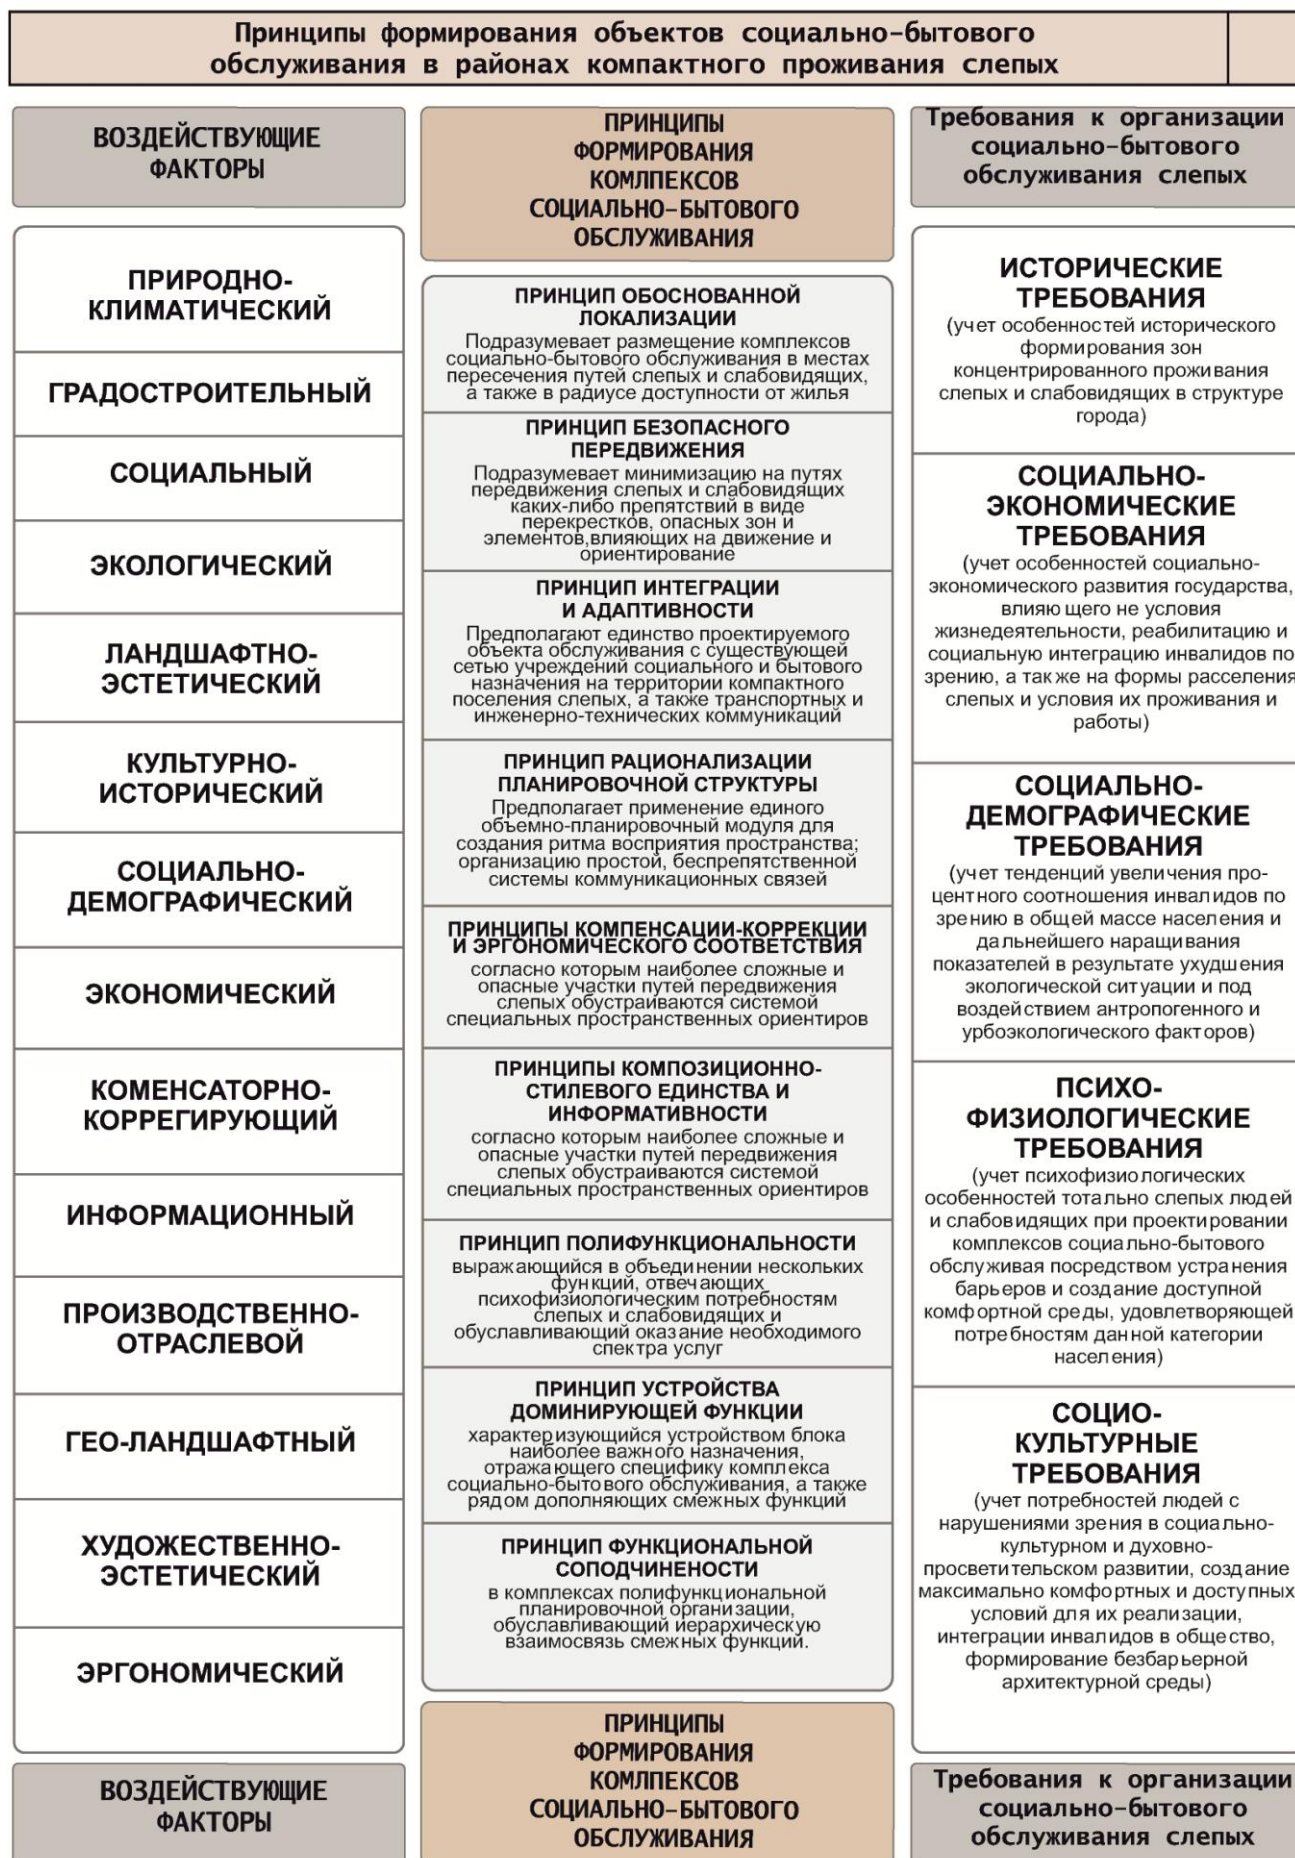 Принципы формирования объектов социально-бытового
обслуживания в районах компактного проживания слепых
ВОЗДЕЙСТВУЮЩИЕ
ФАКТОРЫ
ПРИРОДНО-
КЛИМАТИЧЕСКИЙ
ГРАДОСТРОИТЕЛЬНЫЙ
СОЦИАЛЬНЫЙ
ЭКОЛОГИЧЕСКИЙ
ЛАНДШАФТНО-
ЭСТЕТИЧЕСКИЙ
КУЛЬТУРНО-
ИСТОРИЧЕСКИЙ
СОЦИАЛЬНО-
ДЕМОГРАФИЧЕСКИЙ
ЭКОНОМИЧЕСКИЙ
КОМЕНСАТОРНО-
КОРРЕГИРУЮЩИЙ
ИНФОРМАЦИОННЫЙ
ПРОИЗВОДСТВЕННО-
ОТРАСЛЕВОЙ
ГЕО-ЛАНДШАФТНЫЙ
ХУДОЖЕСТВЕННО-
ЭСТЕТИЧЕСКИЙ
ЭРГОНОМИЧЕСКИЙ
ВОЗДЕЙСТВУЮЩИЕ
ФАКТОРЫ
ПРИНЦИПЫ
ФОРМИРОВАНИЯ
КОМЛПЕКСОВ
СОЦИАЛЬНО-БЫТОВОГО
ОБСЛУЖИВАНИЯ
ПРИНЦИП ОБОСНОВАННОЙ
ЛОКАЛИЗАЦИИ
Подразумевает размещение комплексов
социально-бытового обслуживания в местах
пересечения путей слепых и слабовидящих,
а также в радиусе доступности от жилья
ПРИНЦИП БЕЗОПАСНОГО
ПЕРЕДВИЖЕНИЯ
Подразумевает минимизацию на путях
передвижения слепых и слабовидящих
каких-либо препятствий в виде
перекрестков, опасных зон и
элементов,влияющих на движение и
ориентирование
ПРИНЦИП ИНТЕГРАЦИИ
И АДАПТИВНОСТИ
Предполагают единство проектируемого
объекта обслуживания с существующей
сетью учреждений социального и бытового
назначения на территории компактного
поселения слепых, а также транспортных и
инженерно-технических коммуникаций
ПРИНЦИП РАЦИОНАЛИЗАЦИИ
ПЛАНИРОВОЧНОЙ СТРУКТУРЫ
Предполагает применение единого
объемно-планировочный модуля для
создания ритма восприятия пространства;
организацию простой, беспрепятственной
системы коммуникационных связей
ПРИНЦИПЫ КОМПЕНСАЦИИ-КОРРЕКЦИИ
И ЭРГОНОМИЧЕСКОГО СООТВЕТСТВИЯ
согласно которым наиболее сложные и
опасные участки путей передвижения
слепых обустраиваются системой
специальных пространственных ориентиров
ПРИНЦИПЫ КОМПОЗИЦИОННО-
СТИЛЕВОГО ЕДИНСТВА И
ИНФОРМАТИВНОСТИ
согласно которым наиболее сложные и
опасные участки путей передвижения
слепых обустраиваются системой
специальных пространственных ориентиров
ПРИНЦИП ПОЛИФУНКЦИОНАЛЬНОСТИ
выражающийся в объединении нескольких
функций, отвечающих
психофизиологическим потребностям
слепых и слабовидящих и
обуславливающий оказание необходимого
спектра услуг
ПРИНЦИП УСТРОЙСТВА
ДОМИНИРУЮЩЕЙ ФУНКЦИИ
характеризующийся устройством блока
наиболее важного назначения,
отражающего специфику комплекса
социально-бытового обслуживания, а также
рядом дополняющих смежных функций
ПРИНЦИП ФУНКЦИОНАЛЬНОЙ
СОПОДЧИНЕНОСТИ
в комплексах полифункциональной
планировочной организации,
обуславливающий иерархическую
взаимосвязь смежных функций.
ПРИНЦИПЫ
ФОРМИРОВАНИЯ
КОМЛПЕКСОВ
СОЦИАЛЬНО-БЫТОВОГО
ОБСЛУЖИВАНИЯ
Требования к организации
социально-бытового
обслуживания слепых
ИСТОРИЧЕСКИЕ
ТРЕБОВАНИЯ
(учет особенностей исторического
формирования зон
концентрированного проживания
слепых и слабовидящих в структуре
города)
СОЦИАЛЬНО-
ЭКОНОМИЧЕСКИЕ
ТРЕБОВАНИЯ
(учет особенностей социально-
экономического развития государства,
влияю щего не условия
жизнедеятельности, реабилитацию и
социальную интеграцию инвалидов по
зрению, а так же на формы расселения
слепых и условия их проживания и
работы)
СОЦИАЛЬНО-
ДЕМОГРАФИЧЕСКИЕ
ТРЕБОВАНИЯ
(учет тенденций увеличения про-
центного соотношения инвалидов по
зрению в общей массе населения и
дальнейшего наращивания
показателей в результате ухудшения
экологической ситуации и под
воздействием антропогенного и
урбоэкологического факторов)
ПСИХО-
ФИЗИОЛОГИЧЕСКИЕ
ТРЕБОВАНИЯ
(учет психофизиологических
особенностей тотально слепых людей
и слабовидящих при проектировании
комплексов социально-бытового
обслуживая посредством устранения
барьеров и создание доступной
комфортной среды, удовлетворяющей
потребностям данной категории
населения)
СОЦИО-
КУЛЬТУРНЫЕ
ТРЕБОВАНИЯ
(учет потребностей людей с
нарушениями зрения в социально-
культурном и духовно-
просветительском развитии, создание
максимально комфортных и доступных
условий для их реализации,
интеграции инвалидов в общество,
формирование безбарьерной
архитектурной среды)
Требования к организации
социально-бытового
обслуживания слепых